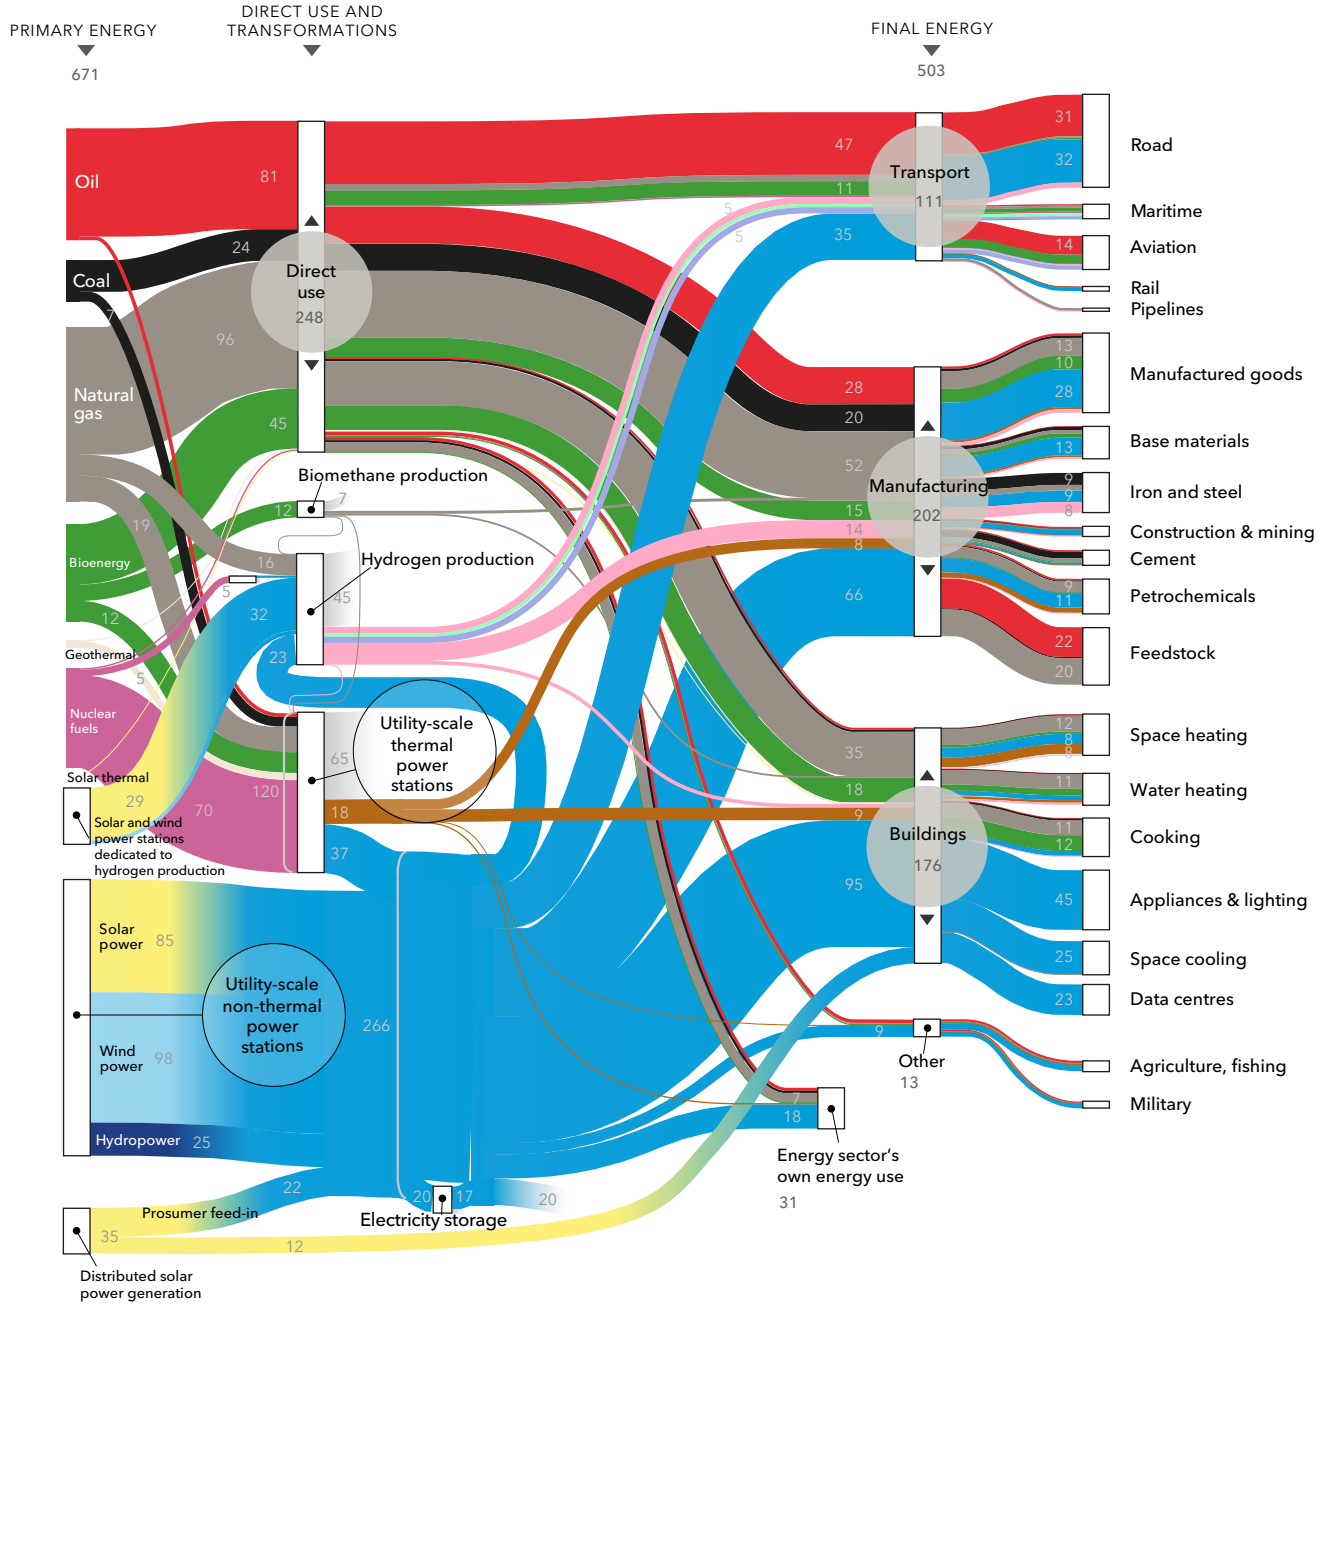 DIRECT USE AND
TRANSFORMATIONS
PRIMARY ENERGY
FINAL ENERGY
671
503
Oil
81
47
31
Road
32
Transport
111
11
5
5
35
Maritime
14
Aviation
Rail
Pipelines
Coal
24
7
Direct
use
248
96
Natural
gas
45
19
28
20
52
15
14
8
66
Manufacturing
202
13
10
28
Manufactured goods
13
Base materials
9
9
8
Iron and steel
Construction & mining
Cement
9
11
Petrochemicals
22
20
Feedstock
Biomethane production
7
12
Bioenergy
16
Hydrogen production
45
5
32
12
23
Geothermal
5
Nuclear
fuels
Utility-scale
thermal
power
stations
65
120
18
37
70
Solar thermal
29
Solar and wind
power stations
dedicated to
hydrogen production
35
18
9
95
Buildings
176
12
8
8
Space heating
11
Water heating
11
12
Cooking
45
Appliances & lighting
25
Space cooling
23
Data centres
Solar
power
85
Utility-scale
non-thermal
power
stations
266
Wind
power
98
Hydropower
25
9
Other
13
Agriculture, fishing
Military
7
18
Energy sector's
own energy use
31
22
Prosumer feed-in
20
17
20
Electricity storage
35
12
Distributed solar
power generation